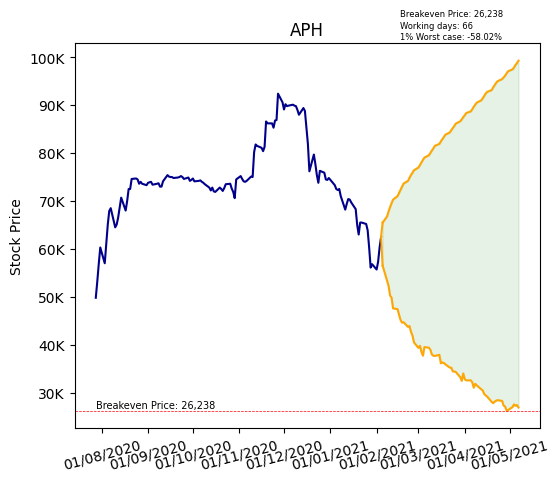 Breakeven Price: 26,238
Working days: 66
1% Worst case: -58.02%
APH
Stock Price
100K
90K
80K
70K
60K
50K
40K
30K
Breakeven Price: 26,238
01/08/2020
01/09/2020
01/10/2020
01/11/2020
01/12/2020
01/01/2021
01/02/2021
01/03/2021
01/04/2021
01/05/2021